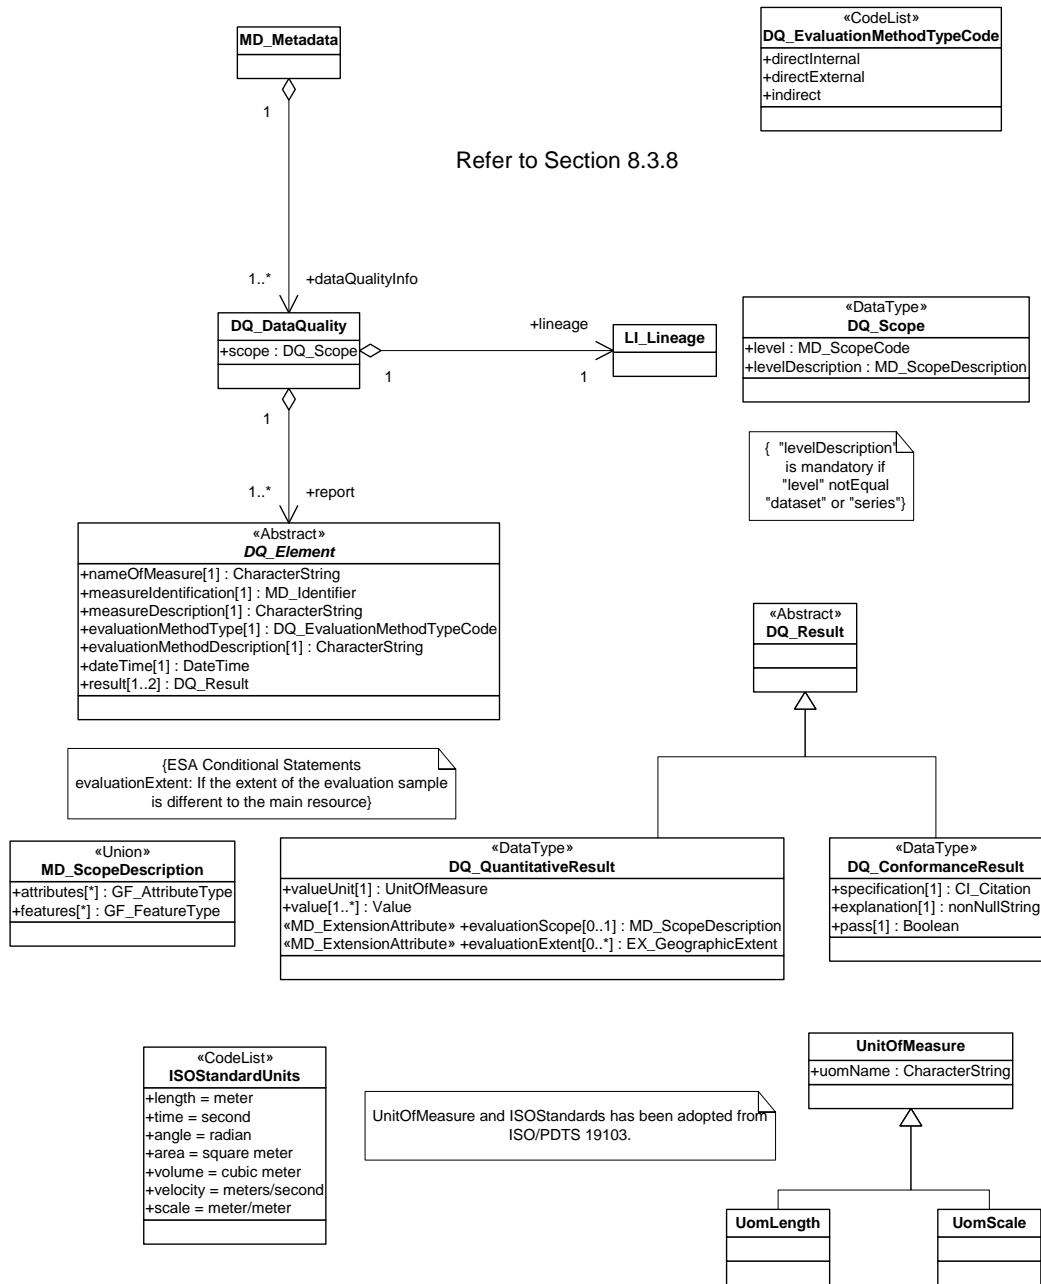 MD_Metadata
1
«CodeList»
DQ_EvaluationMethodTypeCode
+directInternal
+directExternal
+indirect
Refer to Section 8.3.8
1..*
+dataQualityInfo
DQ_DataQuality
+scope : DQ_Scope
1
+lineage
1
LI_Lineage
«DataType»
DQ_Scope
+level : MD_ScopeCode
+levelDescription : MD_ScopeDescription
{ "levelDescription"
is mandatory if
"level" notEqual
"dataset" or "series"}
1
1..*
+report
«Abstract»
DQ_Element
+nameOfMeasure[1] : CharacterString
+measureIdentification[1] : MD_Identifier
+measureDescription[1] : CharacterString
+evaluationMethodType[1] : DQ_EvaluationMethodTypeCode
+evaluationMethodDescription[1] : CharacterString
+dateTime[1] : DateTime
+result[1..2] : DQ_Result
«Abstract»
DQ_Result
{ESA Conditional Statements
evaluationExtent: If the extent of the evaluation sample
is different to the main resource}
«Union»
MD_ScopeDescription
+attributes[*] : GF_AttributeType
+features[*] : GF_FeatureType
«DataType»
DQ_QuantitativeResult
+valueUnit[1] : UnitOfMeasure
+value[1..*] : Value
«MD_ExtensionAttribute» +evaluationScope[0..1] : MD_ScopeDescription
«MD_ExtensionAttribute» +evaluationExtent[0..*] : EX_GeographicExtent
«DataType»
DQ_ConformanceResult
+specification[1] : CI_Citation
+explanation[1] : nonNullString
+pass[1] : Boolean
«CodeList»
ISOStandardUnits
+length = meter
+time = second
+angle = radian
+area = square meter
+volume = cubic meter
+velocity = meters/second
+scale = meter/meter
UnitOfMeasure and ISOStandards has been adopted from
ISO/PDTS 19103.
UnitOfMeasure
+uomName : CharacterString
UomLength
UomScale